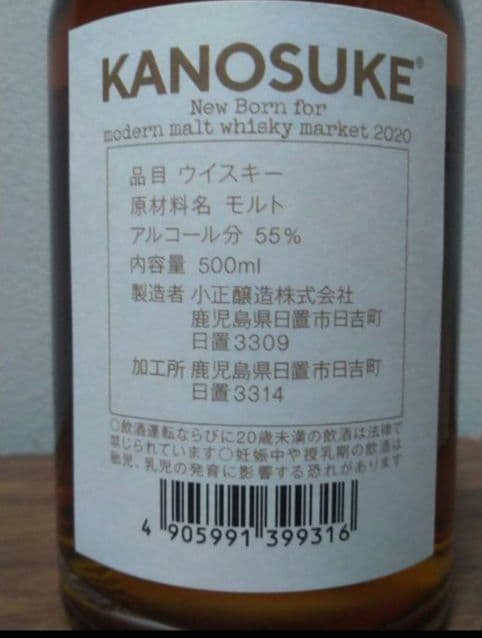 KANOSUKE®
New Born for
modern malt whisky market 2020
品目 ウイスキー
原材料名 モルト
アルコール分 55%
内容量 500ml
製造者 小正醸造株式会社
鹿児島県日置市日吉町
日置3309
加工所 鹿児島県日置市日吉町
日置3314
○飲酒運転ならびに20歳未満の飲酒は法律で
禁じられています○妊娠中や授乳期の飲酒は
胎児、乳児の発育に影響する恐れがあります
4 905991 399316